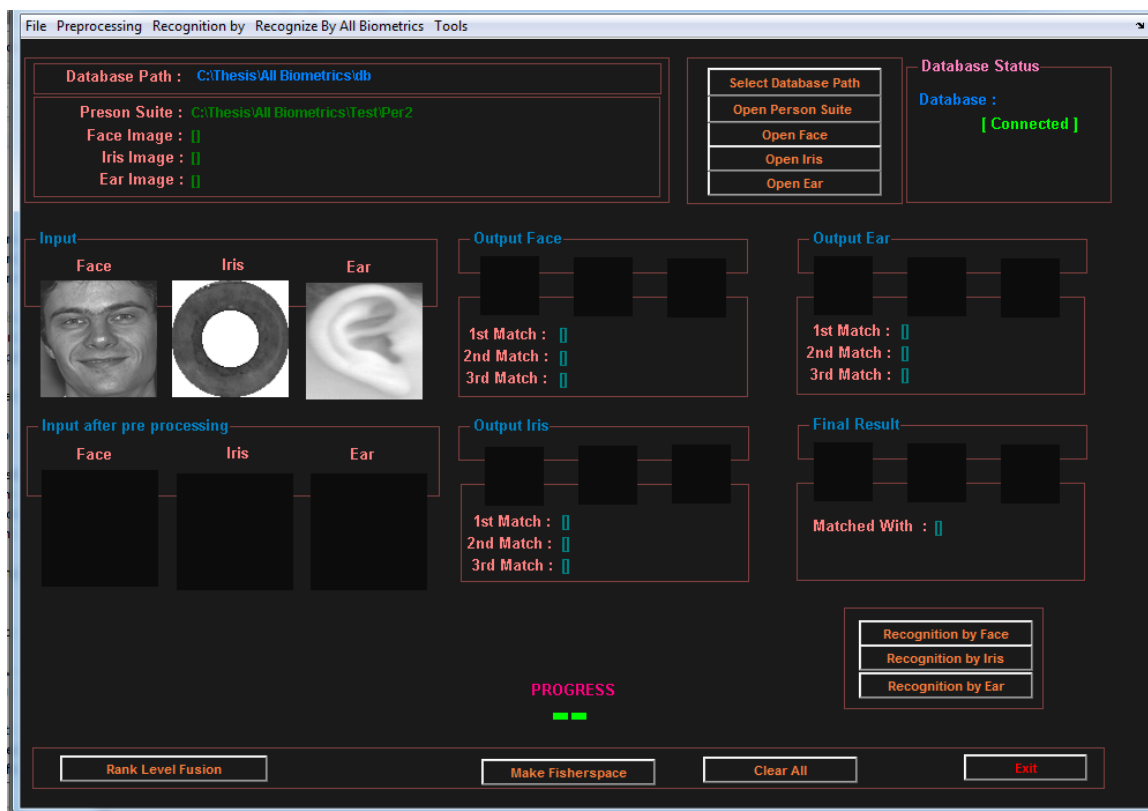 File Preprocessing Recognition by Recognize By All Biometrics Tools
Database Path : C:\Thesis\All Biometrics\db
Preson Suite : C:\Thesis\All Biometrics\Test\Per2
Face Image : []
Iris Image : []
Ear Image : []
Select Database Path
Open Person Suite
Open Face
Open Iris
Open Ear
Database Status
Database :
[ Connected ]
Input
Face Iris Ear
Output Face
1st Match : []
2nd Match : []
3rd Match : []
Output Ear
1st Match : []
2nd Match : []
3rd Match : []
Input after pre processing
Face Iris Ear
Output Iris
1st Match : []
2nd Match : []
3rd Match : []
Final Result
Matched With : []
Recognition by Face
Recognition by Iris
Recognition by Ear
PROGRESS
Rank Level Fusion
Make Fisherspace
Clear All
Exit